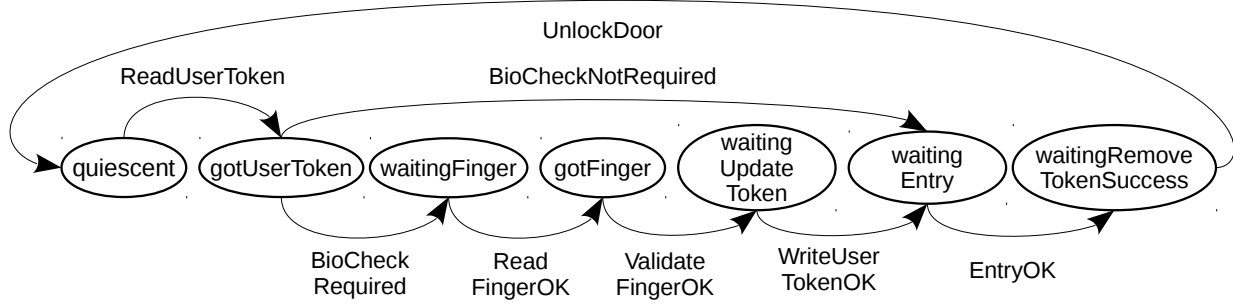 UnlockDoor
ReadUserToken
BioCheckNotRequired
quiescent
gotUserToken
waitingFinger
gotFinger
waiting
Update
Token
waiting
Entry
waitingRemove
TokenSuccess
BioCheck
Required
Read
FingerOK
Validate
FingerOK
WriteUser
TokenOK
EntryOK